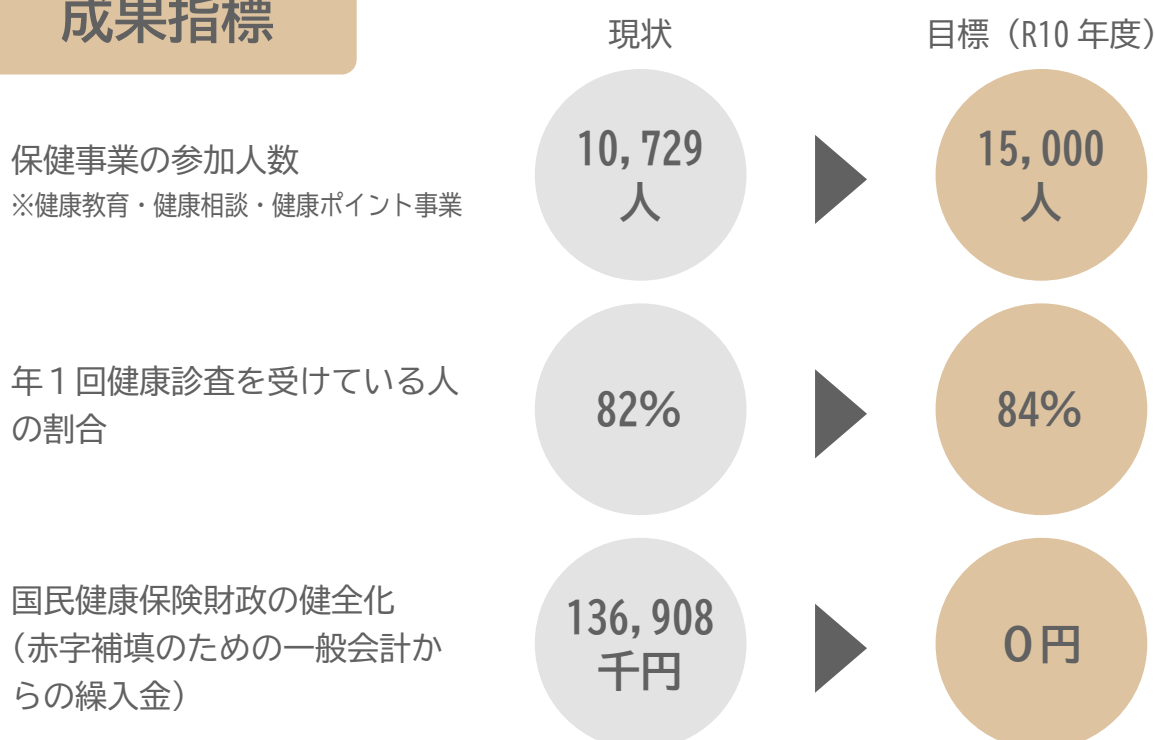 成果指標
現状
目標（R10 年度）
保健事業の参加人数
※健康教育・健康相談・健康ポイント事業
10,729
人
15,000
人
年１回健康診査を受けている人
の割合
82%
84%
国民健康保険財政の健全化
（赤字補填のための一般会計か
らの繰入金）
136,908
千円
０円